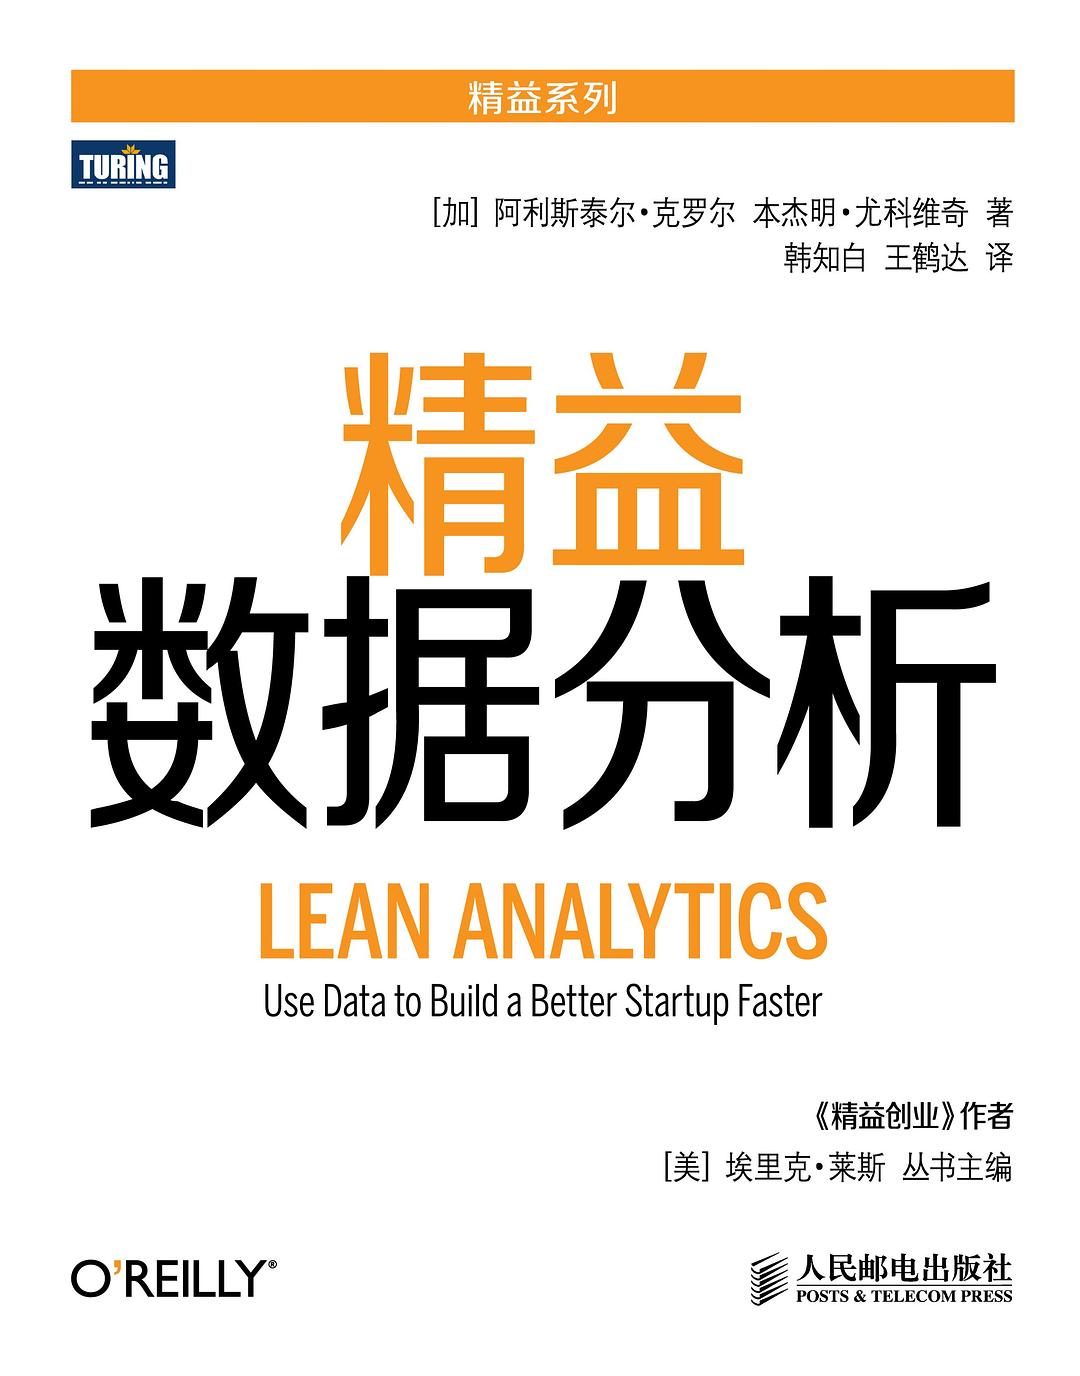 精益系列
TURING
[加] 阿利斯泰尔•克罗尔 本杰明•尤科维奇 著
韩知白 王鹤达 译
精益
数据分析
LEAN ANALYTICS
Use Data to Build a Better Startup Faster
《精益创业》作者
[美] 埃里克•莱斯 丛书主编
O'REILLY®
人民邮电出版社
POSTS & TELECOM PRESS